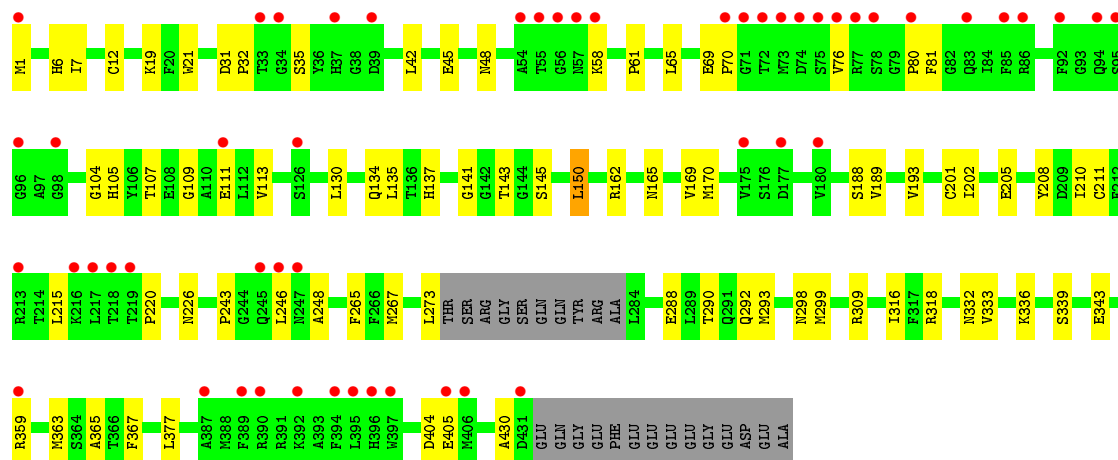 M1 H6 I7 C12 K19 F20 W21 D31 P32 T33 G34 S35 Y36 H37 G38 D39 L42 E45 N48 A54 T55 G56 N57 K58 P61 L65 E69 P70 G71 T72 M73 D74 S75 V76 R77 S78 G79 P80 F81 G82 Q83 I84 F85 R86 F92 G93 Q94 S95
G96 A97 G98 G104 H105 Y106 T107 E108 G109 A110 E111 L112 V113 S126 L130 Q134 L135 T136 H137 G141 G142 T143 G144 S145 L150 R162 N165 V169 M170 V175 S176 D177 V180 S188 V189 V193 C201 I202 E205 Y208 D209 I210 C211 F212
R213 T214 L215 K216 L217 T218 T219 P220 N226 P243 G244 Q245 L246 N247 A248 F265 F266 M267 L273 THR SER ARG GLY SER GLN GLN TYR ARG ALA L284 E288 L289 T290 Q291 Q292 M293 N298 M299 R309 I316 F317 R318 N332 V333 K336 S339 E343
R359 M363 S364 A365 T366 F367 L377 A387 M388 F389 R390 R391 K392 A393 F394 L395 H396 W397 D404 E405 M406 A430 D431 GLU GLN GLY GLU PHE GLU GLU GLU GLU GLY GLU ASP GLU ALA